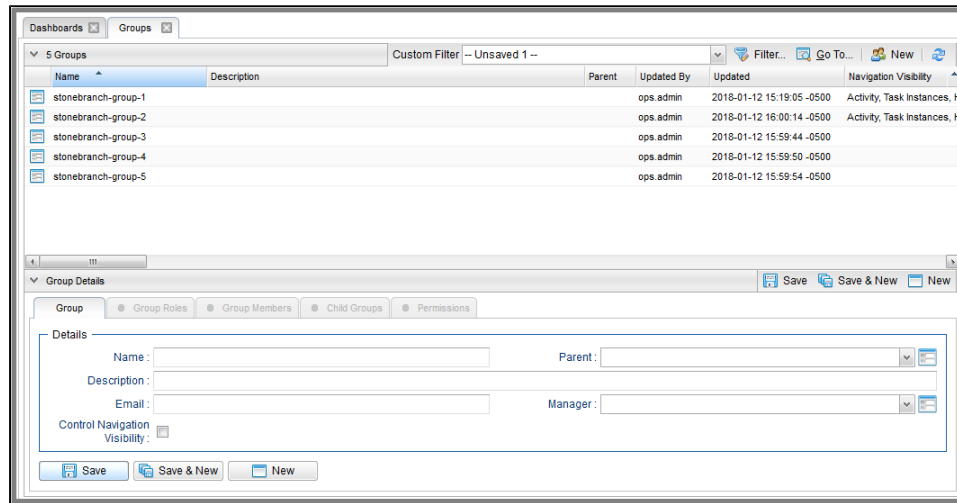 Dashboards Groups
5 Groups Custom Filter -- Unsaved 1 -- Filter... Go To... New
Name Description Parent Updated By Updated Navigation Visibility
stonebranch-group-1 ops.admin 2018-01-12 15:19:05 -0500 Activity, Task Instances, H
stonebranch-group-2 ops.admin 2018-01-12 16:00:14 -0500 Activity, Task Instances, H
stonebranch-group-3 ops.admin 2018-01-12 15:59:44 -0500
stonebranch-group-4 ops.admin 2018-01-12 15:59:50 -0500
stonebranch-group-5 ops.admin 2018-01-12 15:59:54 -0500
Group Details Save Save & New New
Group Group Roles Group Members Child Groups Permissions
Details
Name : Parent :
Description :
Email : Manager :
Control Navigation
Visibility :
Save Save & New New